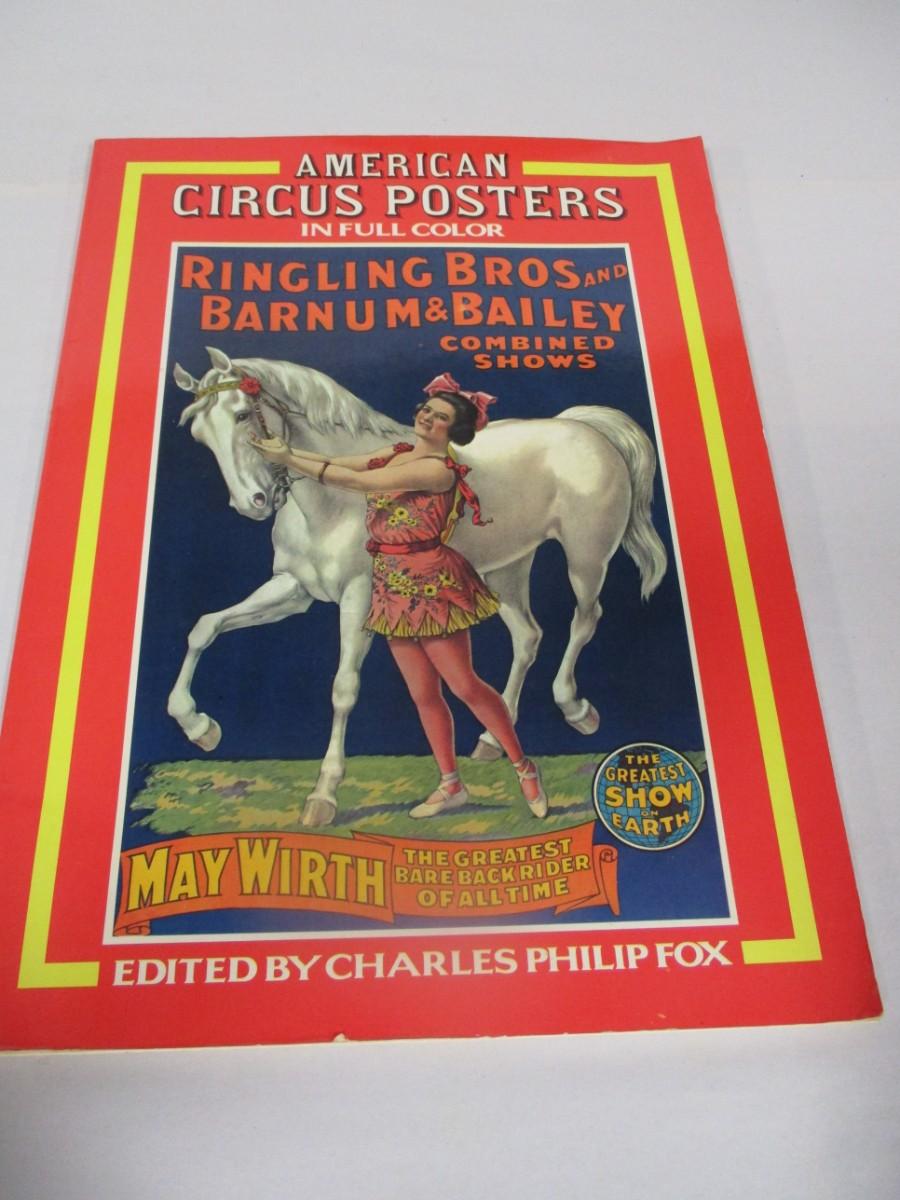 AMERICAN
CIRCUS POSTERS
IN FULL COLOR
RINGLING BROS AND
BARNUM & BAILEY
COMBINED
SHOWS
THE
GREATEST
SHOW
ON
EARTH
MAY WIRTH
THE GREATEST
BARE BACK RIDER
OF ALL TIME
EDITED BY CHARLES PHILIP FOX